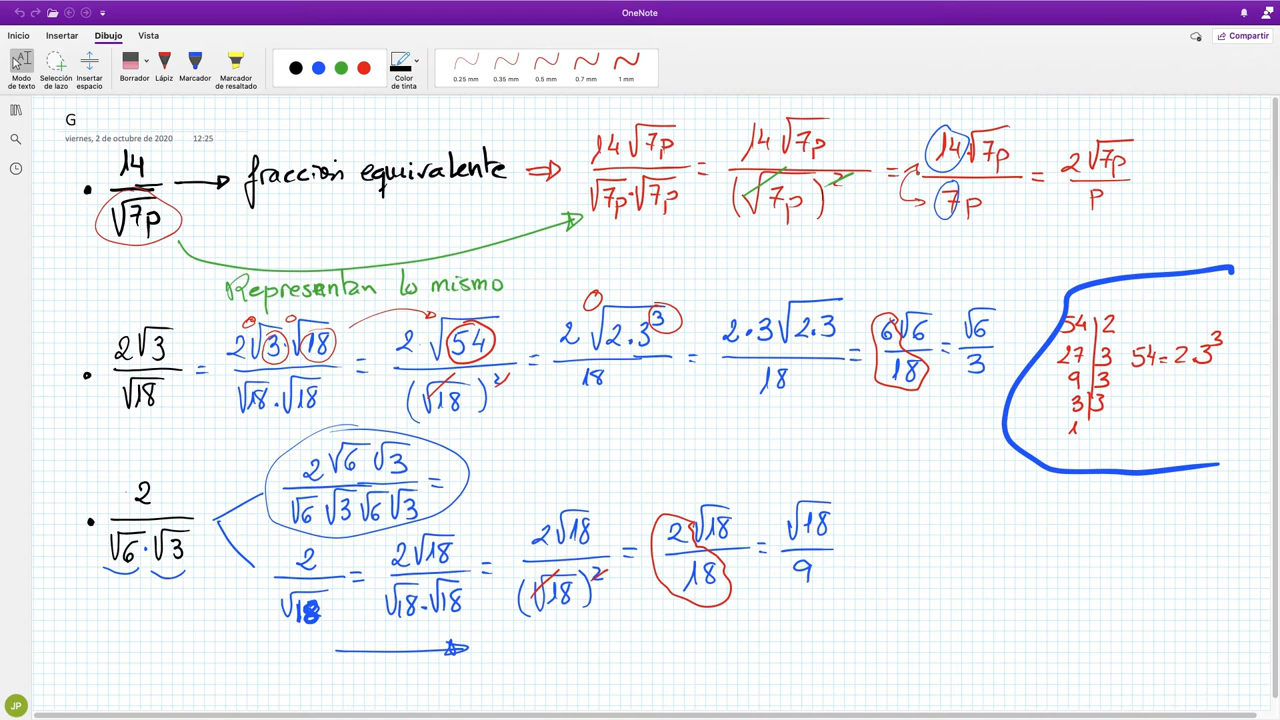 OneNote
Inicio Insertar Dibujo Vista
Compartir
Modo de texto
Selección de lazo
Insertar espacio
Borrador
Lápiz
Marcador
Marcador de resaltado
Color de tinta
0.25 mm 0.35 mm 0.5 mm 0.7 mm 1 mm
G
viernes, 2 de octubre de 2020 12:25
• 14/√7p → fracción equivalente ⇒ 14√7p/√7p·√7p = 14√7p/(√7p)² = 14√7p/7p = 2√7p/p
Representan lo mismo
• 2√3/√18 = 2√3·√18/√18·√18 = 2·√54/(√18)² = 2·√2·3³/18 = 2·3√2·3/18 = 6√6/18 = √6/3
54 | 2
27 | 3 54=2·3³
9 | 3
3 | 3
1
• 2/√6·√3
2√6 √3/√6 √3 √6 √3 =
2/√18 = 2√18/√18·√18 = 2√18/(√18)² = 2√18/18 = √18/9
JP